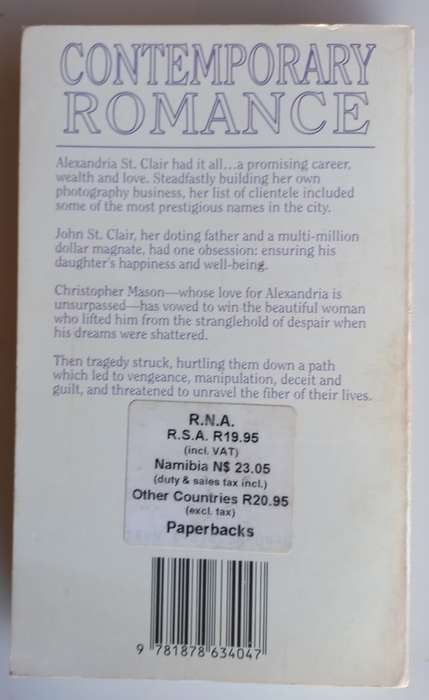 CONTEMPORARY
ROMANCE
Alexandria St. Clair had it all...a promising career,
wealth and love. Steadfastly building her own
photography business, her list of clientele included
some of the most prestigious names in the city.
John St. Clair, her doting father and a multi-million
dollar magnate, had one obsession: ensuring his
daughter's happiness and well-being.
Christopher Mason—whose love for Alexandria is
unsurpassed—has vowed to win the beautiful woman
who lifted him from the stranglehold of despair when
his dreams were shattered.
Then tragedy struck, hurtling them down a path
which led to vengeance, manipulation, deceit and
guilt, and threatened to unravel the fiber of their lives.
R.N.A.
R.S.A. R19.95
(incl. VAT)
Namibia N$ 23.05
(duty & sales tax incl.)
Other Countries R20.95
(excl. tax)
Paperbacks
9 781878 634047